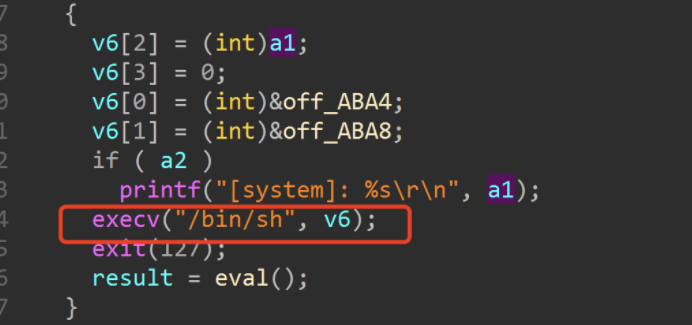 7 {
8 v6[2] = (int)a1;
9 v6[3] = 0;
0 v6[0] = (int)&off_ABA4;
1 v6[1] = (int)&off_ABA8;
2 if ( a2 )
3 printf("[system]: %s\r\n", a1);
4 execv("/bin/sh", v6);
5 exit(127);
6 result = eval();
7 }